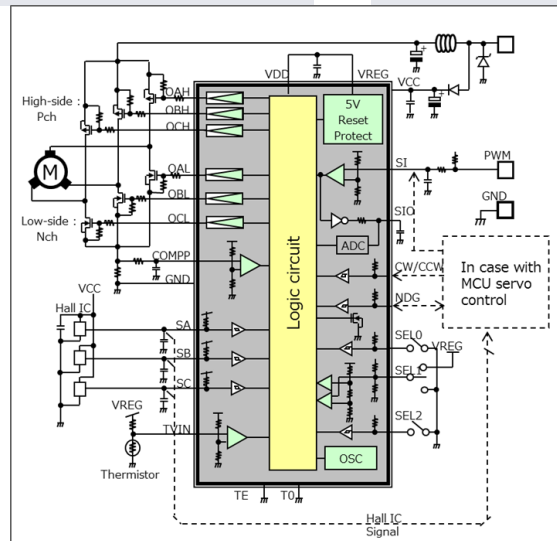 VDD
VREG
VCC
High-side :
Pch
OAH
OBH
OCH
5V
Reset
Protect
M
OAL
OBL
OCL
SI
PWM
SIO
GND
Low-side :
Nch
ADC
Logic circuit
COMPP
GND
CW/CCW
NDG
In case with
MCU servo
control
VCC
Hall IC
SA
SB
SC
SEL0
VREG
SEL1
SEL2
VREG
TVIN
Thermistor
OSC
TE
T0
Hall IC
Signal